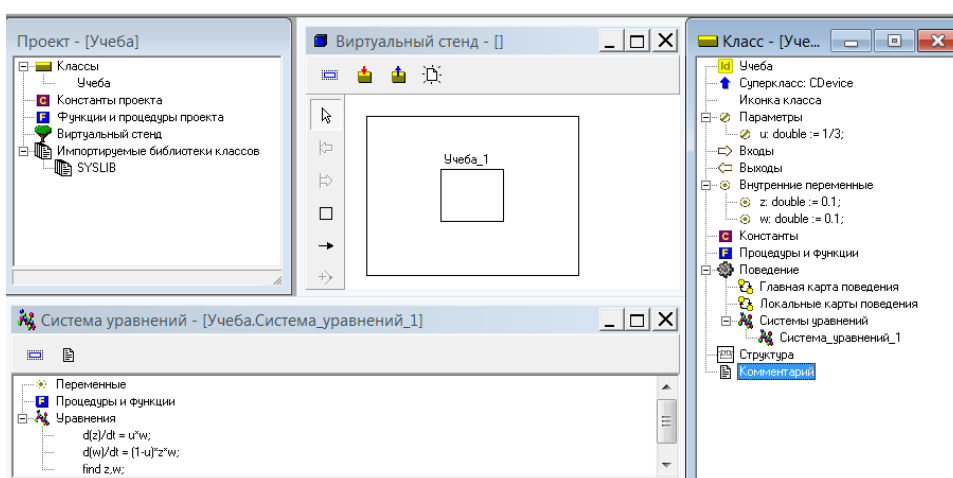 Проект - [Учеба]
Классы
Учеба
Константы проекта
Функции и процедуры проекта
Виртуальный стенд
Импортируемые библиотеки классов
SYSLIB
Виртуальный стенд - []
Учеба_1
Система уравнений - [Учеба.Система_уравнений_1]
Переменные
Процедуры и функции
Уравнения
d(z)/dt = u*w;
d(w)/dt = (1-u)*z*w;
find z,w;
Класс - [Уче...
Id Учеба
Суперкласс: CDevice
Иконка класса
Параметры
u: double := 1/3;
Входы
Выходы
Внутренние переменные
z: double := 0.1;
w: double := 0.1;
C Константы
F Процедуры и функции
Поведение
Главная карта поведения
Локальные карты поведения
Системы уравнений
Система_уравнений_1
Структура
Комментарий